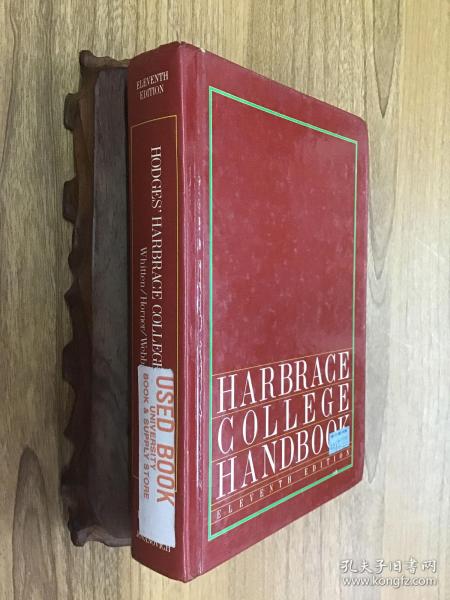 ELEVENTH
EDITION
HODGES' HARBRACE COLLEGE
Whitten/Horner/Webb
USED BOOK
UNIVERSITY
BOOK & SUPPLY STORE
HARBRACE
COLLEGE
HANDBOOK
ELEVENTH EDITION
孔夫子旧书网
www.kongfz.com